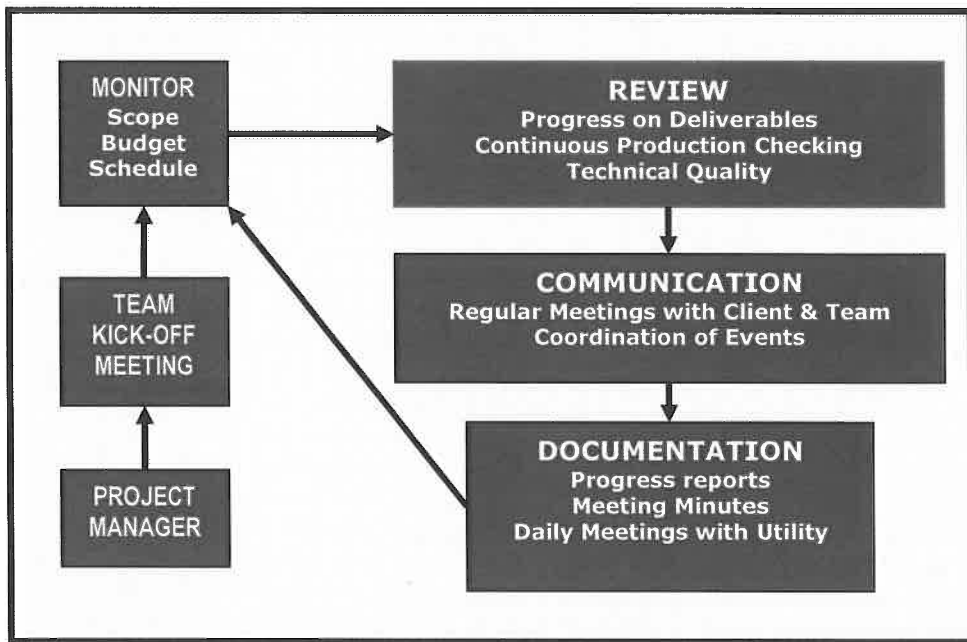 MONITOR
Scope
Budget
Schedule
REVIEW
Progress on Deliverables
Continuous Production Checking
Technical Quality
TEAM
KICK-OFF
MEETING
COMMUNICATION
Regular Meetings with Client & Team
Coordination of Events
PROJECT
MANAGER
DOCUMENTATION
Progress reports
Meeting Minutes
Daily Meetings with Utility